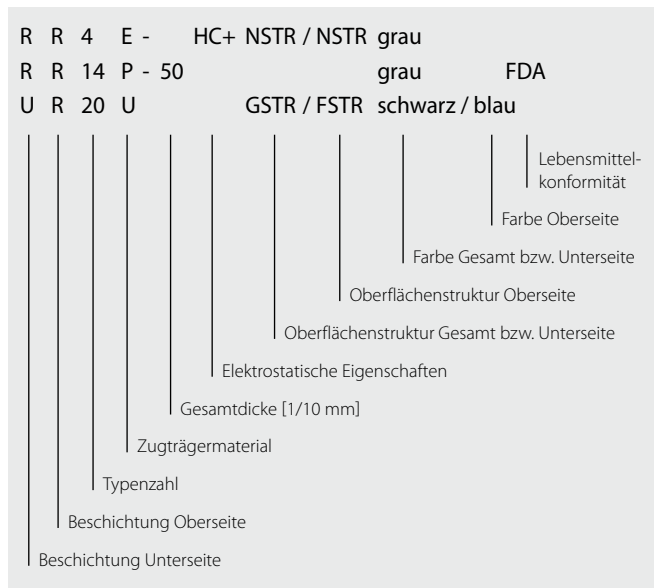 R R 4 E - HC+ NSTR / NSTR grau
R R 14 P - 50 grau FDA
U R 20 U GSTR / FSTR schwarz / blau
Lebensmittel-
konformität
Farbe Oberseite
Farbe Gesamt bzw. Unterseite
Oberflächenstruktur Oberseite
Oberflächenstruktur Gesamt bzw. Unterseite
Elektrostatische Eigenschaften
Gesamtdicke [1/10 mm]
Zugträgermaterial
Typenzahl
Beschichtung Oberseite
Beschichtung Unterseite